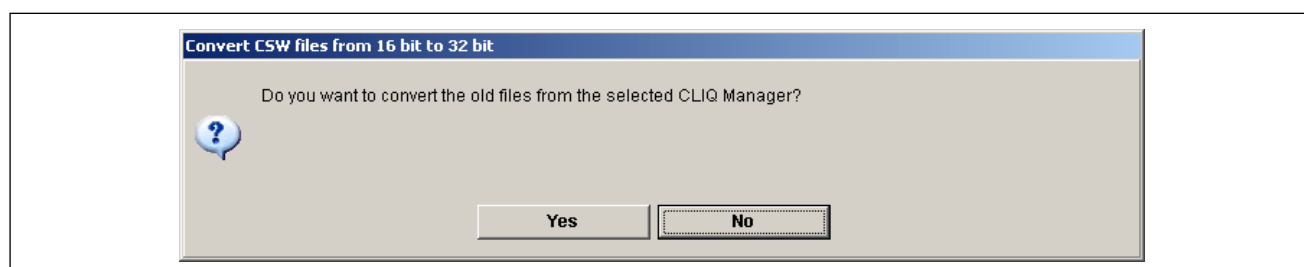 Convert CSW files from 16 bit to 32 bit
Do you want to convert the old files from the selected CLIQ Manager?
Yes No